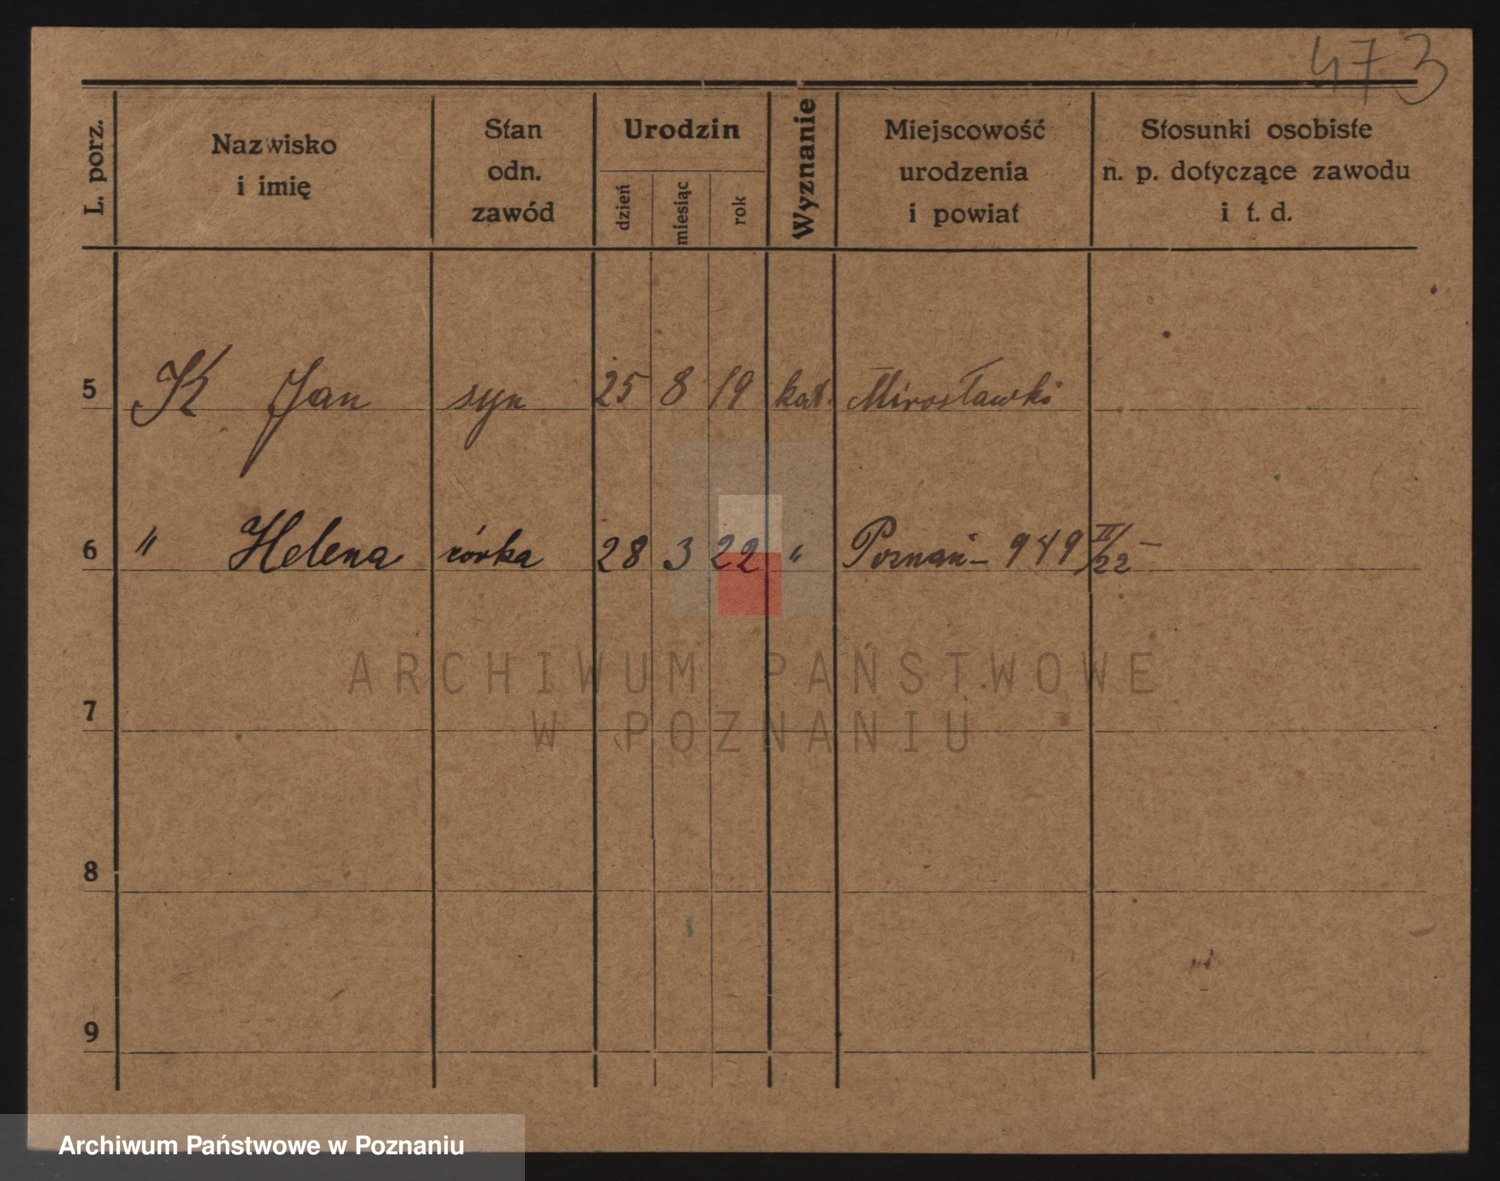 473
L. porz.
Nazwisko
i imię
Stan
odn.
zawód
Urodzin
dzień
miesiąc
rok
Wyznanie
Miejscowość
urodzenia
i powiat
Stosunki osobiste
n. p. dotyczące zawodu
i t. d.
5 K Jan syn 25 8 19 kat. Mirosławki
6 " Helena córka 28 3 22 " Poznań - 949 III/22 -
ARCHIWUM PAŃSTWOWE
W POZNANIU
7
8
9
Archiwum Państwowe w Poznaniu